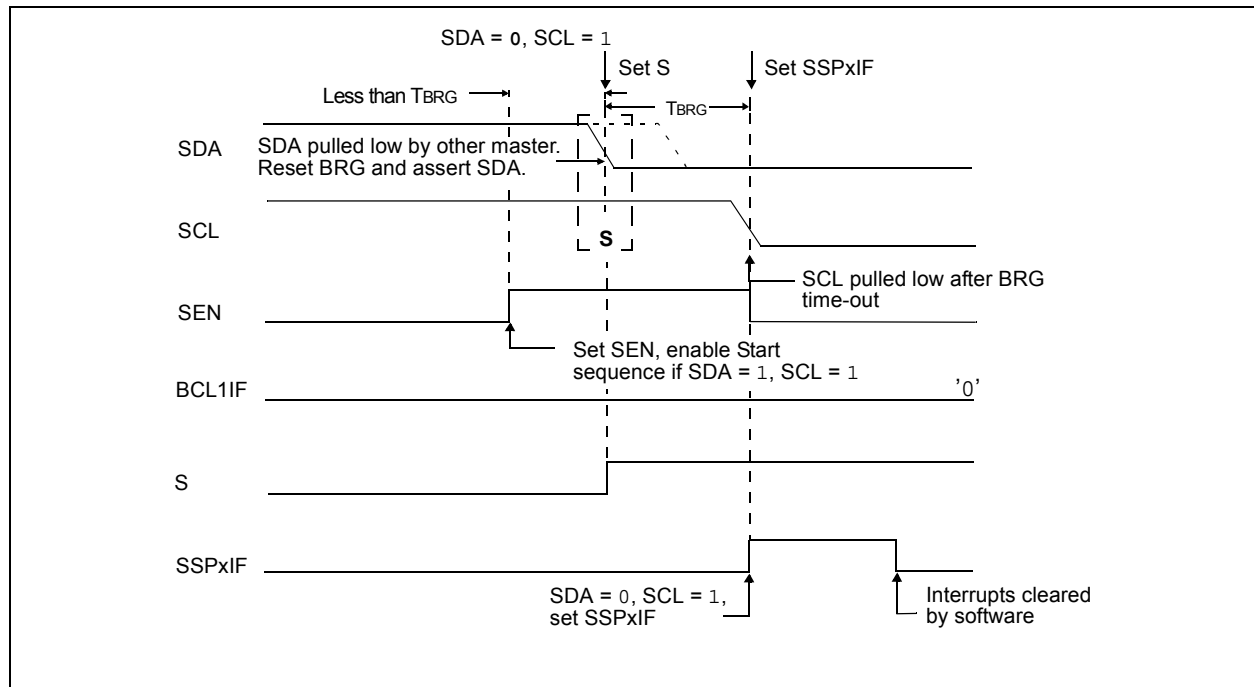 SDA = 0, SCL = 1
Set S
Set SSPxIF
Less than TBRG
TBRG
SDA
SDA pulled low by other master.
Reset BRG and assert SDA.
SCL
S
SCL pulled low after BRG
time-out
SEN
Set SEN, enable Start
sequence if SDA = 1, SCL = 1
BCL1IF
'0'
S
SSPxIF
SDA = 0, SCL = 1,
set SSPxIF
Interrupts cleared
by software